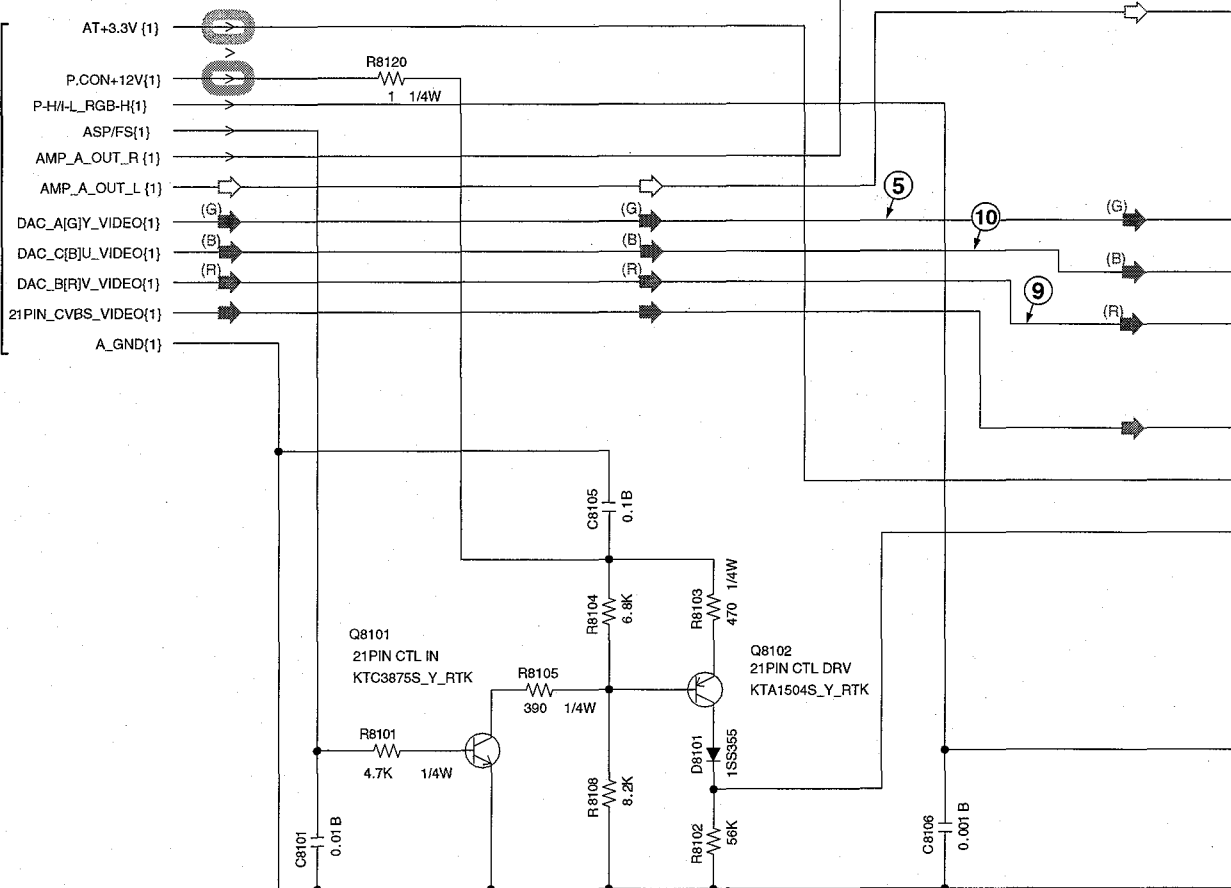 AT+3.3V {1}
P.CON+12V{1}
R8120
1 1/4W
P-H/I-L_RGB-H{1}
ASP/FS{1}
AMP_A_OUT_R {1}
AMP_A_OUT_L {1}
5
(G) (G) (G)
DAC_A[G]Y_VIDEO{1}
10
(B) (B) (B)
DAC_C[B]U_VIDEO{1}
(R) (R) (R)
DAC_B[R]V_VIDEO{1}
9
21PIN_CVBS_VIDEO{1}
A_GND{1}
C8105
0.1B
R8104
6.8K
R8103
470 1/4W
Q8101
21PIN CTL IN
KTC3875S_Y_RTK
R8105
390 1/4W
Q8102
21PIN CTL DRV
KTA1504S_Y_RTK
R8101
4.7K 1/4W
D8101
1SS355
R8108
8.2K
R8102
56K
C8101
0.01B
C8106
0.001B